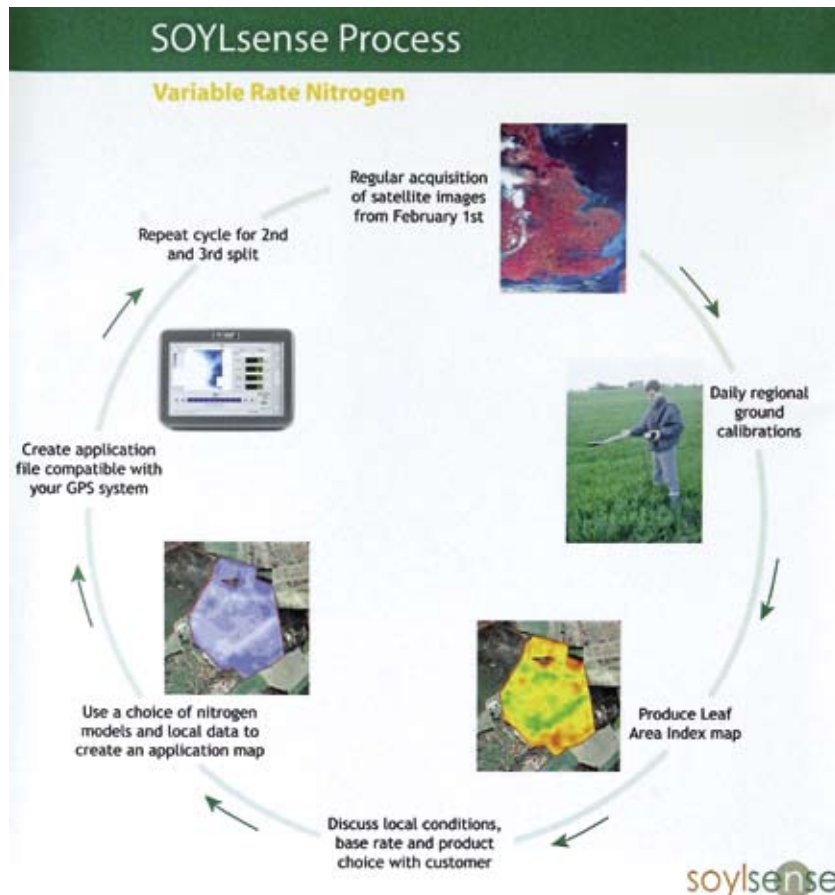 SOYLsense Process
Variable Rate Nitrogen
Regular acquisition
of satellite images
from February 1st
Daily regional
ground
calibrations
Produce Leaf
Area Index map
Discuss local conditions,
base rate and product
choice with customer
Use a choice of nitrogen
models and local data to
create an application map
Create application
file compatible with
your GPS system
Repeat cycle for 2nd
and 3rd split
soylsense